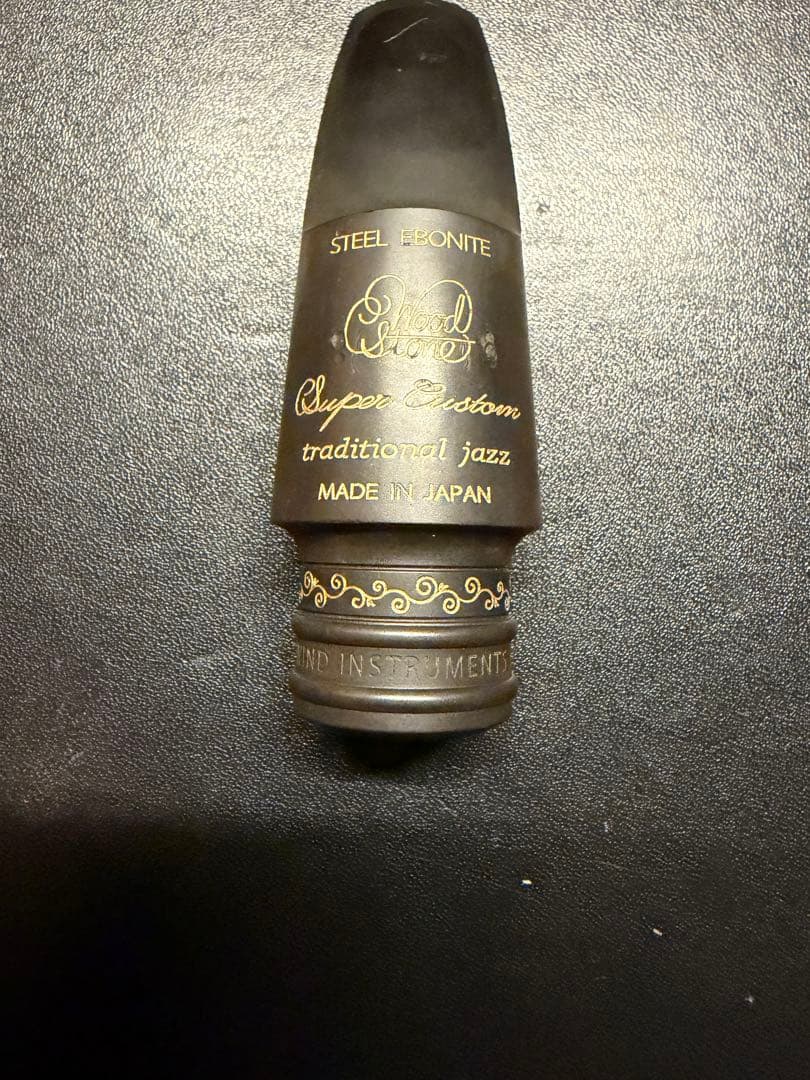 STEEL EBONITE
Wood
Stone
Super Custom
traditional jazz
MADE IN JAPAN
WIND INSTRUMENTS